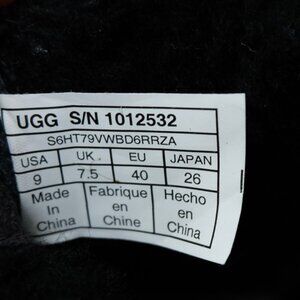 UGG S/N 1012532
S6HT79VWBD6RRZA
USA UK. EU JAPAN
9 7.5 40 26
Made Fabrique Hecho
in en en
China Chine China